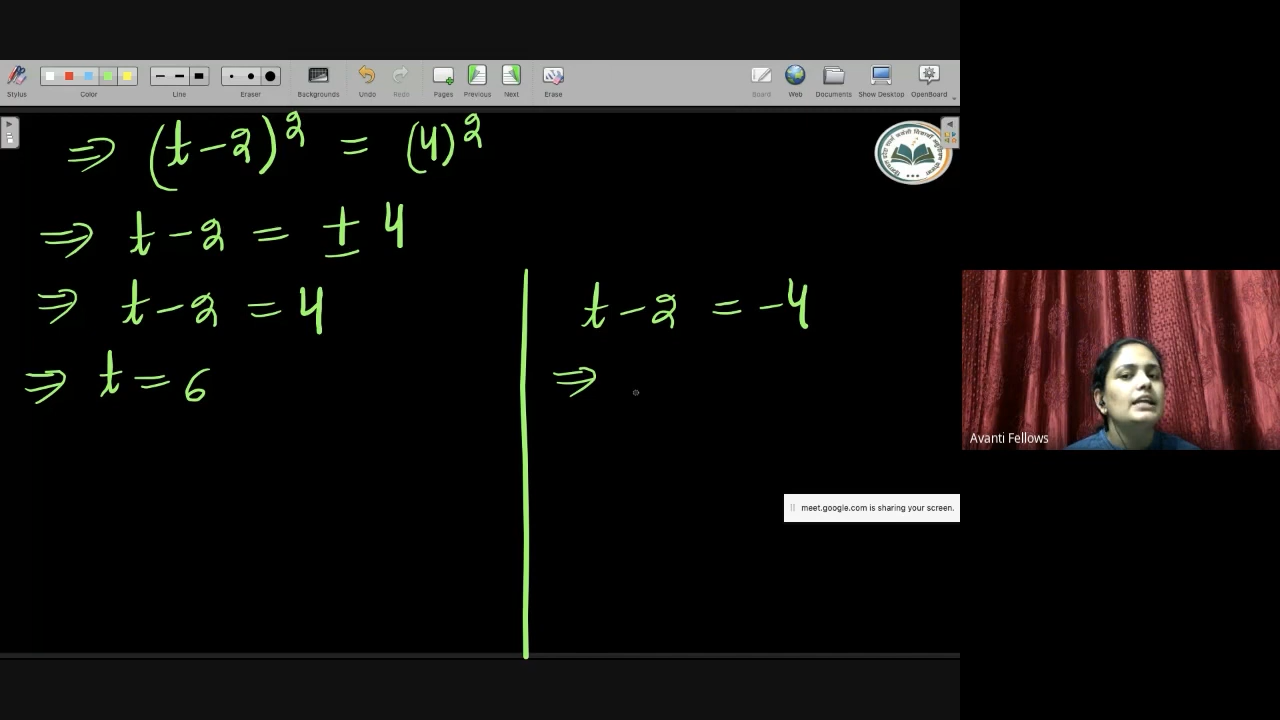 Stylus Color Line Eraser Backgrounds Undo Redo Pages Previous Next Erase Board Web Documents Show Desktop OpenBoard
⇒ (t-2)² = (4)²
⇒ t-2 = ± 4
⇒ t-2 = 4
t-2 = -4
⇒ t = 6
⇒
Avanti Fellows
meet.google.com is sharing your screen.